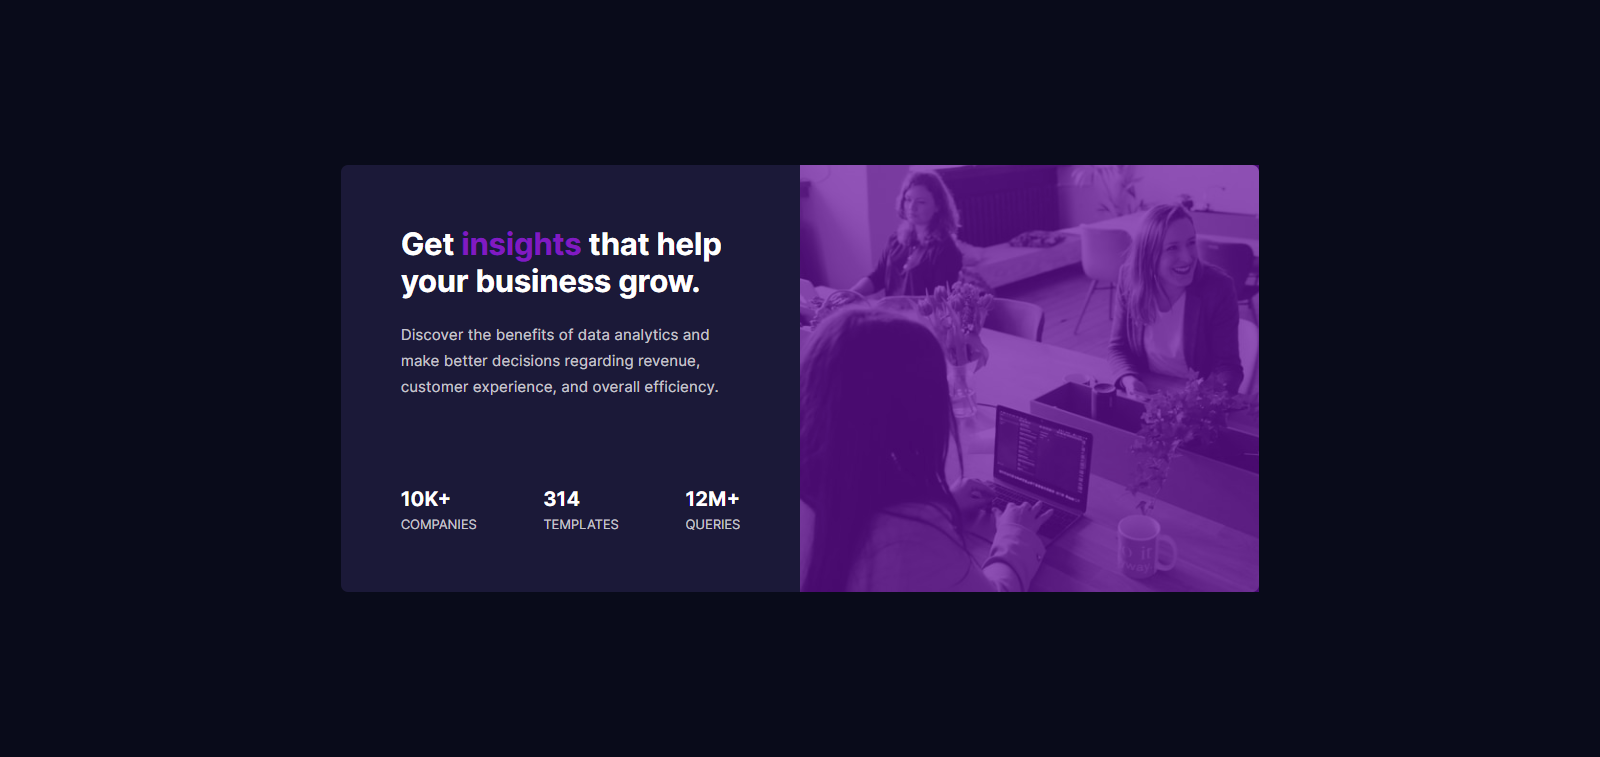 Get insights that help
your business grow.
Discover the benefits of data analytics and
make better decisions regarding revenue,
customer experience, and overall efficiency.
10K+ 314 12M+
COMPANIES TEMPLATES QUERIES